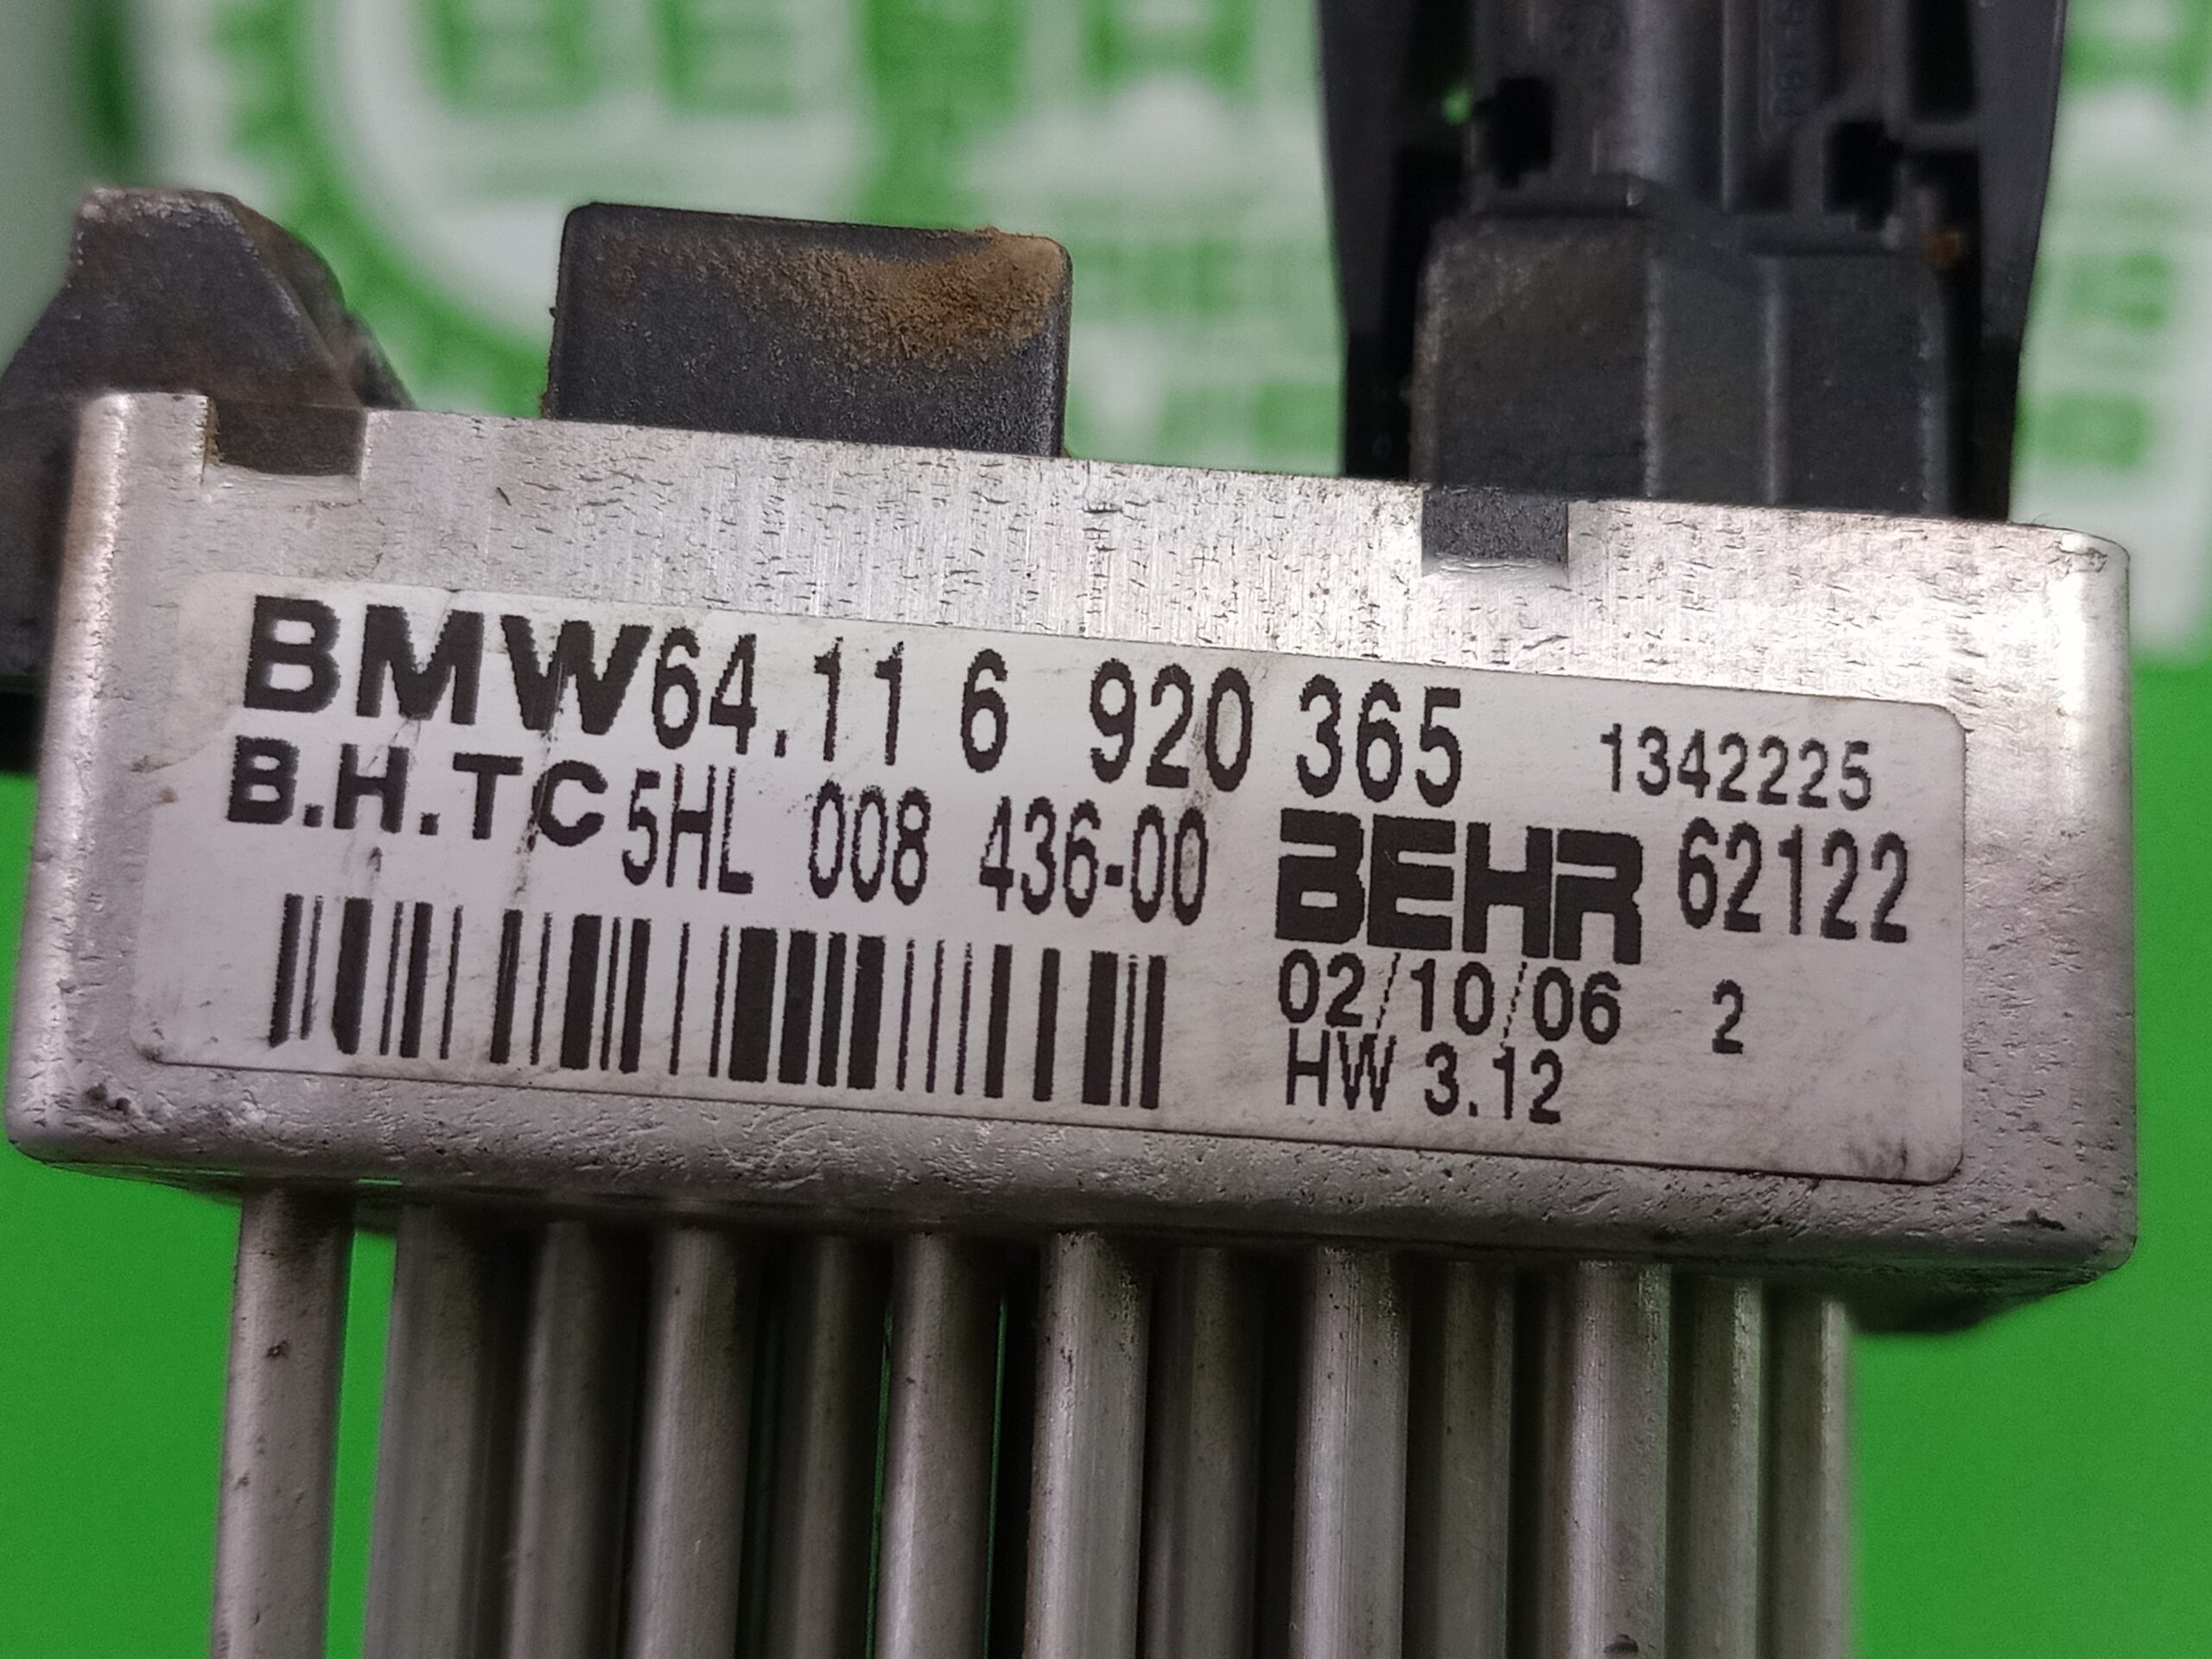 BMW 64.11 6 920 365 1342225
B.H.T C 5HL 008 436-00 BEHR 62122
02/10/06 2
HW 3.12